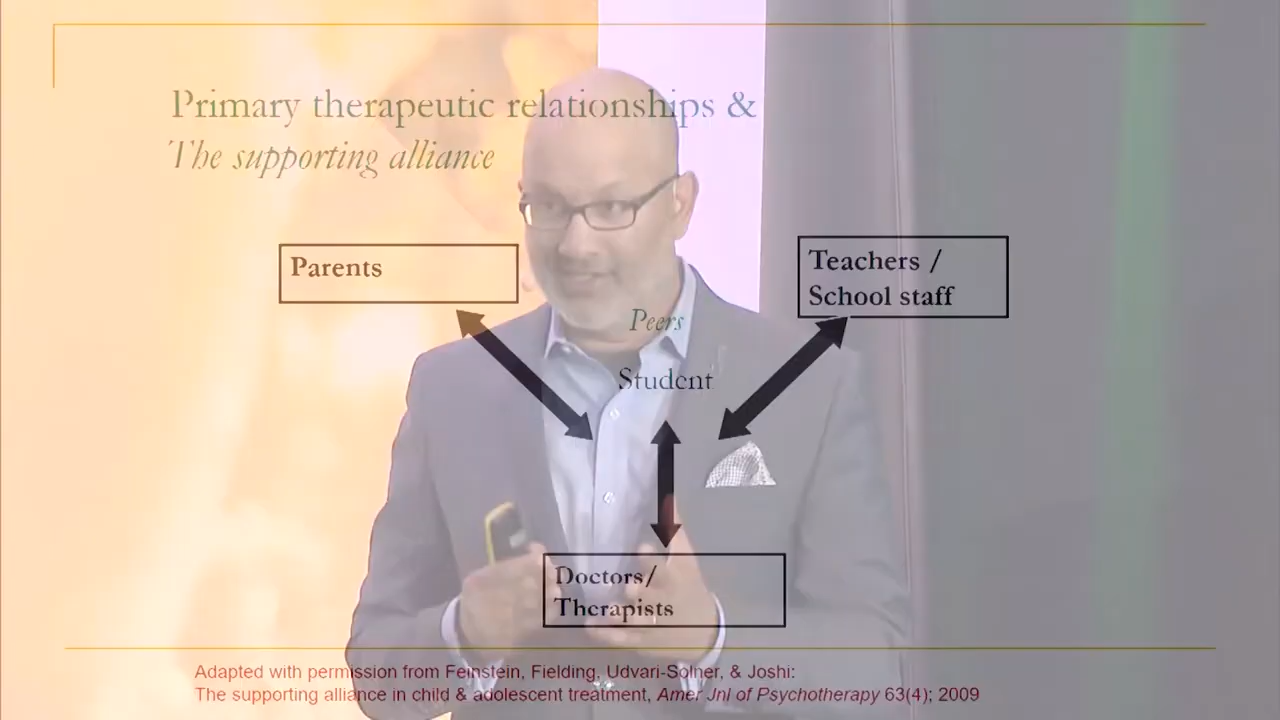 Primary therapeutic relationships &
The supporting alliance
Parents
Teachers /
School staff
Peers
Student
Doctors/
Therapists
Adapted with permission from Feinstein, Fielding, Udvari-Solner, & Joshi:
The supporting alliance in child & adolescent treatment, Amer Jnl of Psychotherapy 63(4); 2009